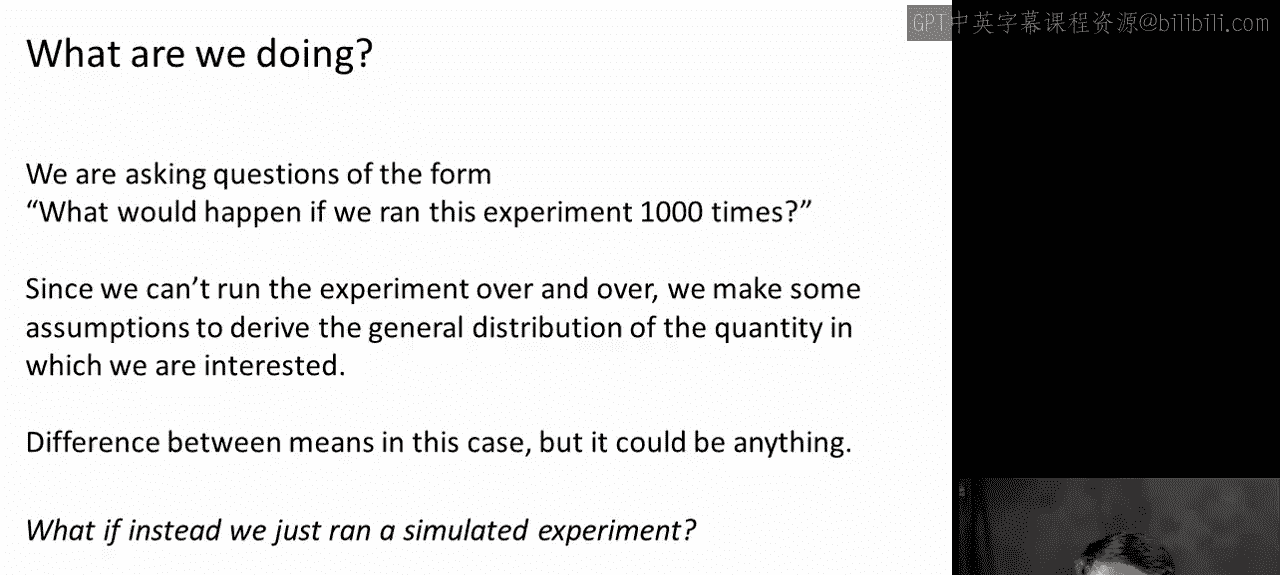 GPT中英字幕课程资源@bilibili.com
What are we doing?
We are asking questions of the form
“What would happen if we ran this experiment 1000 times?”
Since we can’t run the experiment over and over, we make some
assumptions to derive the general distribution of the quantity in
which we are interested.
Difference between means in this case, but it could be anything.
What if instead we just ran a simulated experiment?